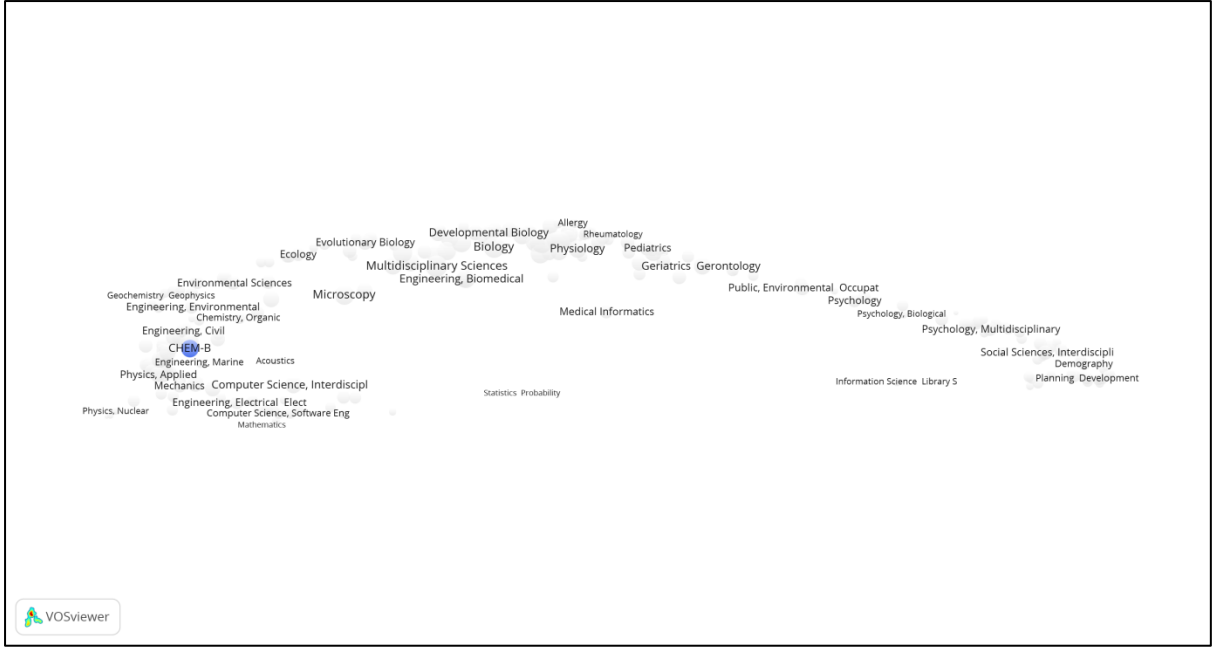 Allergy
Developmental Biology
Rheumatology
Evolutionary Biology
Biology
Physiology
Pediatrics
Ecology
Multidisciplinary Sciences
Geriatrics Gerontology
Engineering, Biomedical
Environmental Sciences
Public, Environmental Occupat
Geochemistry Geophysics
Microscopy
Psychology
Engineering, Environmental
Medical Informatics
Psychology, Biological
Chemistry, Organic
Engineering, Civil
Psychology, Multidisciplinary
CHEM-B
Social Sciences, Interdiscipli
Engineering, Marine
Acoustics
Demography
Physics, Applied
Planning Development
Information Science Library S
Mechanics
Computer Science, Interdiscipl
Statistics Probability
Engineering, Electrical Elect
Physics, Nuclear
Computer Science, Software Eng
Mathematics
VOSviewer